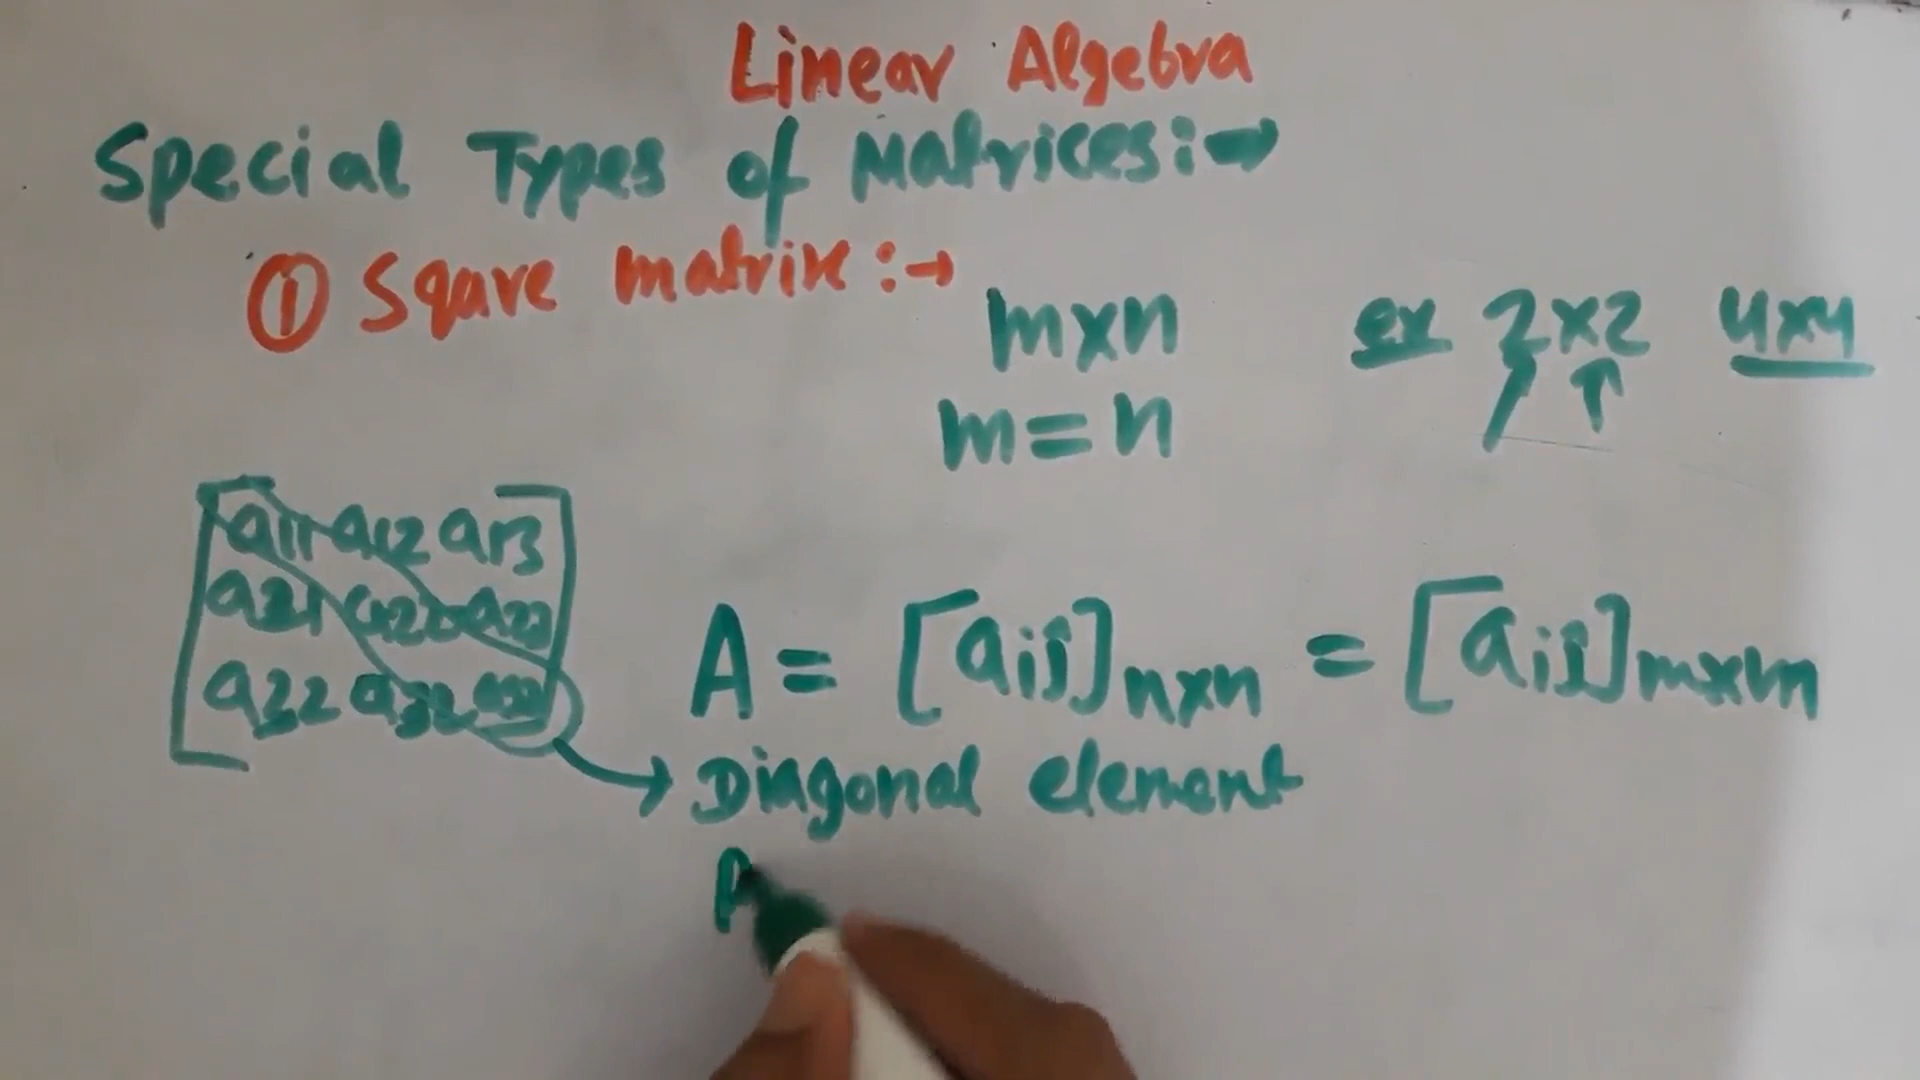 Linear Algebra
Special Types of Matrices:→
① Sqare matrix :→
m×n ex 2×2 4×4
m=n
a11 a12 a13
a21 a22 a23
a32 a32 a33
A = [aij]n×n = [aij]m×m
→ Diagonal element
P